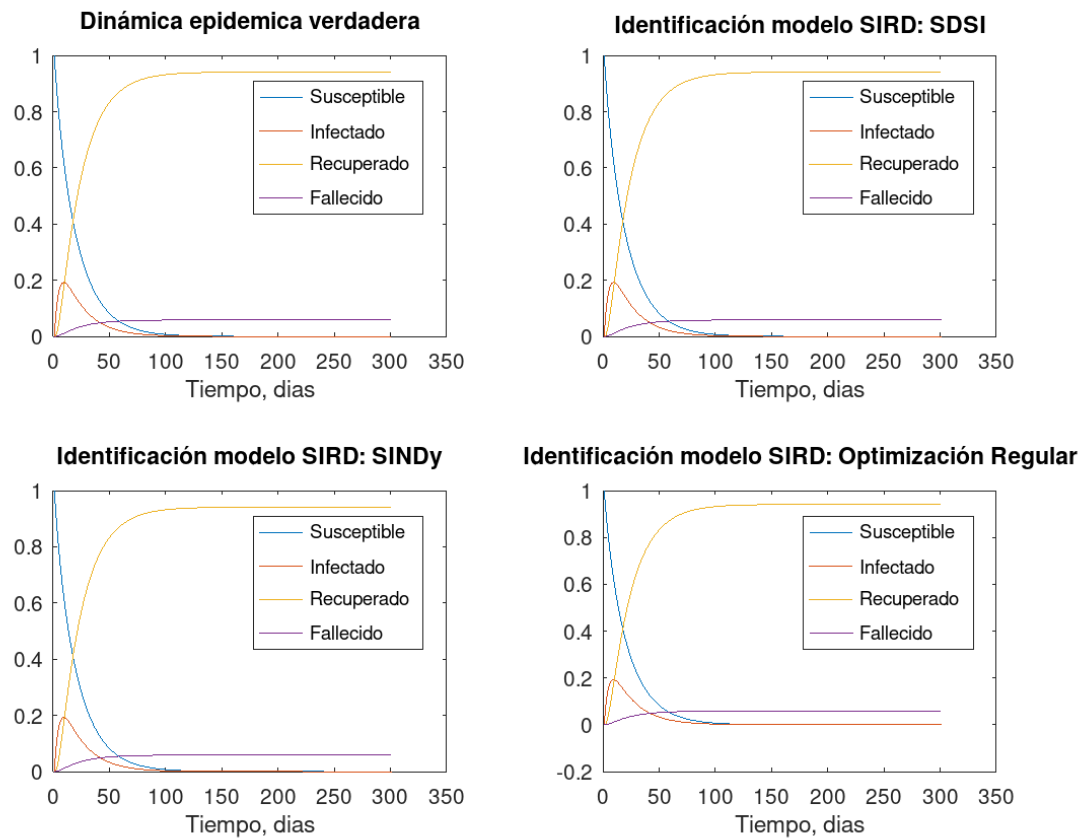 Dinámica epidemica verdadera
1
0.8
0.6
0.4
0.2
0
Susceptible
Infectado
Recuperado
Fallecido
0 50 100 150 200 250 300 350
Tiempo, dias
Identificación modelo SIRD: SDSI
1
0.8
0.6
0.4
0.2
0
Susceptible
Infectado
Recuperado
Fallecido
0 50 100 150 200 250 300 350
Tiempo, dias
Identificación modelo SIRD: SINDy
1
0.8
0.6
0.4
0.2
0
Susceptible
Infectado
Recuperado
Fallecido
0 50 100 150 200 250 300 350
Tiempo, dias
Identificación modelo SIRD: Optimización Regular
1
0.8
0.6
0.4
0.2
0
-0.2
Susceptible
Infectado
Recuperado
Fallecido
0 50 100 150 200 250 300 350
Tiempo, dias